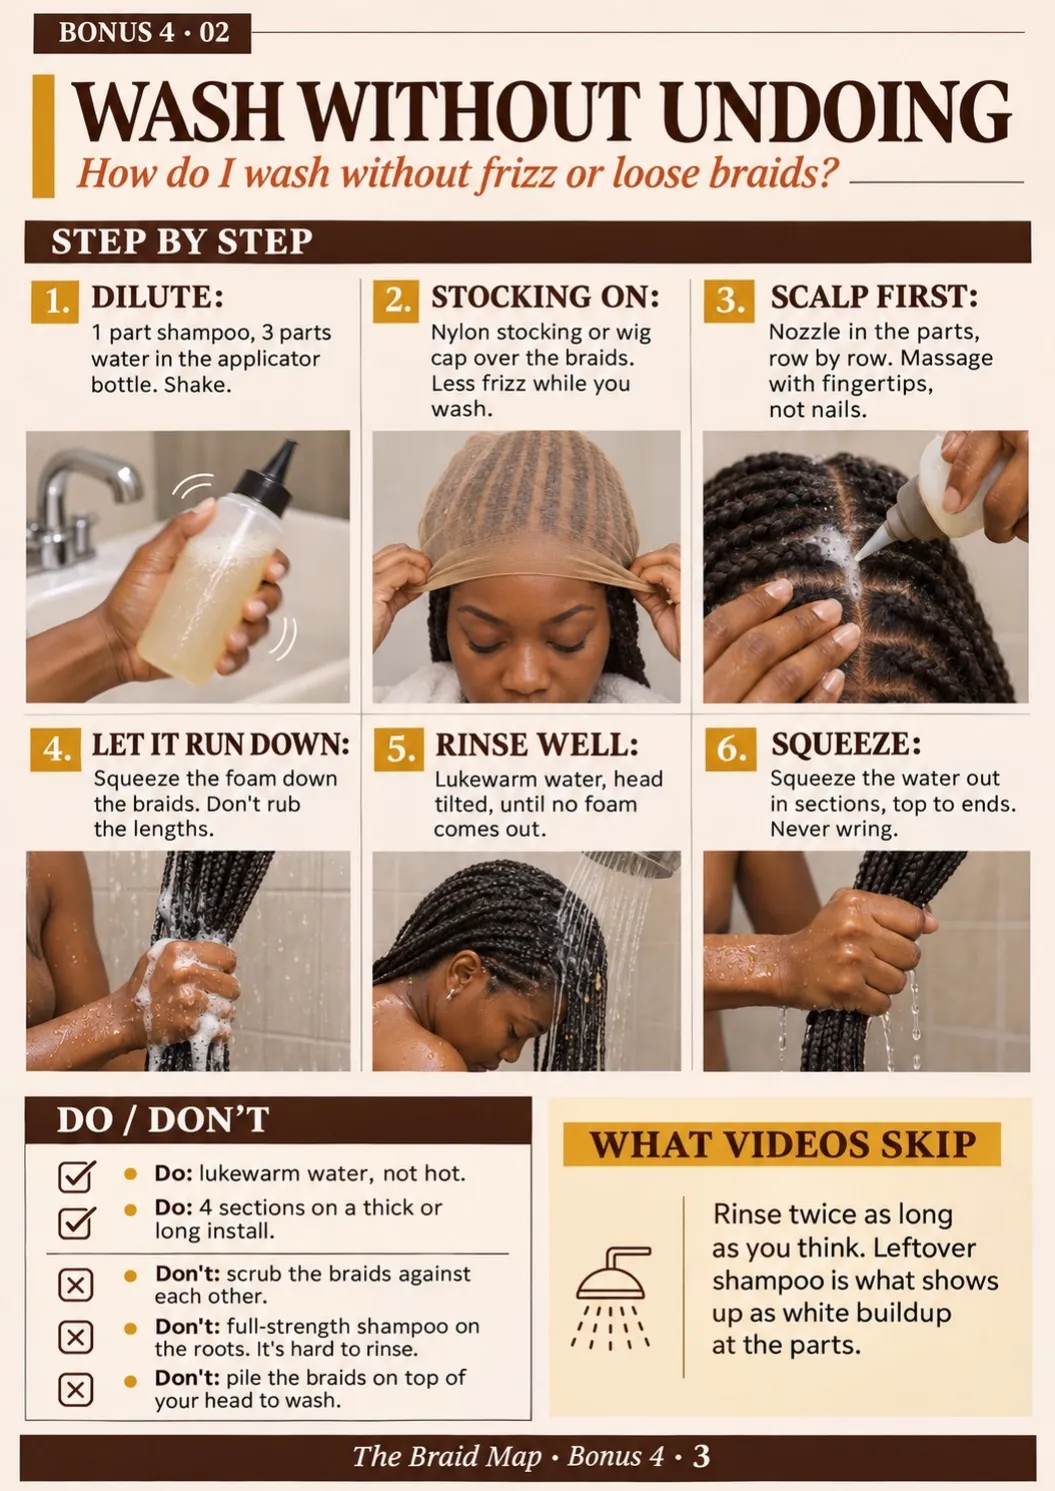 BONUS 4 • 02
WASH WITHOUT UNDOING
How do I wash without frizz or loose braids?
STEP BY STEP
1. DILUTE:
1 part shampoo, 3 parts
water in the applicator
bottle. Shake.
2. STOCKING ON:
Nylon stocking or wig
cap over the braids.
Less frizz while you
wash.
3. SCALP FIRST:
Nozzle in the parts,
row by row. Massage
with fingertips,
not nails.
4. LET IT RUN DOWN:
Squeeze the foam down
the braids. Don't rub
the lengths.
5. RINSE WELL:
Lukewarm water, head
tilted, until no foam
comes out.
6. SQUEEZE:
Squeeze the water out
in sections, top to ends.
Never wring.
DO / DON'T
• Do: lukewarm water, not hot.
• Do: 4 sections on a thick or
long install.
• Don't: scrub the braids against
each other.
• Don't: full-strength shampoo on
the roots. It's hard to rinse.
• Don't: pile the braids on top of
your head to wash.
WHAT VIDEOS SKIP
Rinse twice as long
as you think. Leftover
shampoo is what shows
up as white buildup
at the parts.
The Braid Map • Bonus 4 • 3